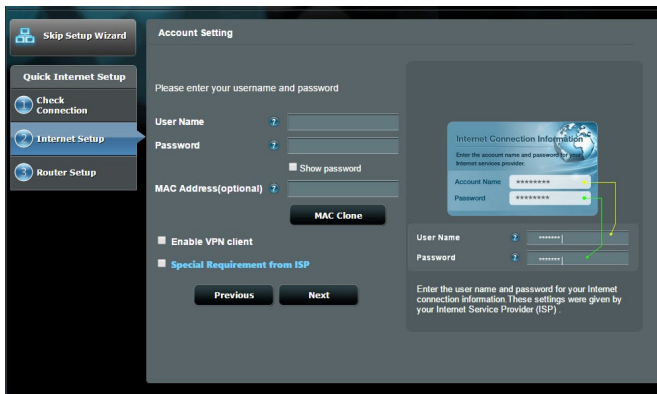 Skip Setup Wizard
Quick Internet Setup
1 Check
Connection
2 Internet Setup
3 Router Setup
Account Setting
Please enter your username and password
User Name ?
Password ?
Show password
MAC Address(optional) ?
MAC Clone
Enable VPN client
Special Requirement from ISP
Previous Next
Internet Connection Information
Enter the account name and password for your
Internet services provider.
Account Name ********
Password ********
User Name ? *******|
Password ? *******|
Enter the user name and password for your Internet
connection information.These settings were given by
your Internet Service Provider (ISP) .